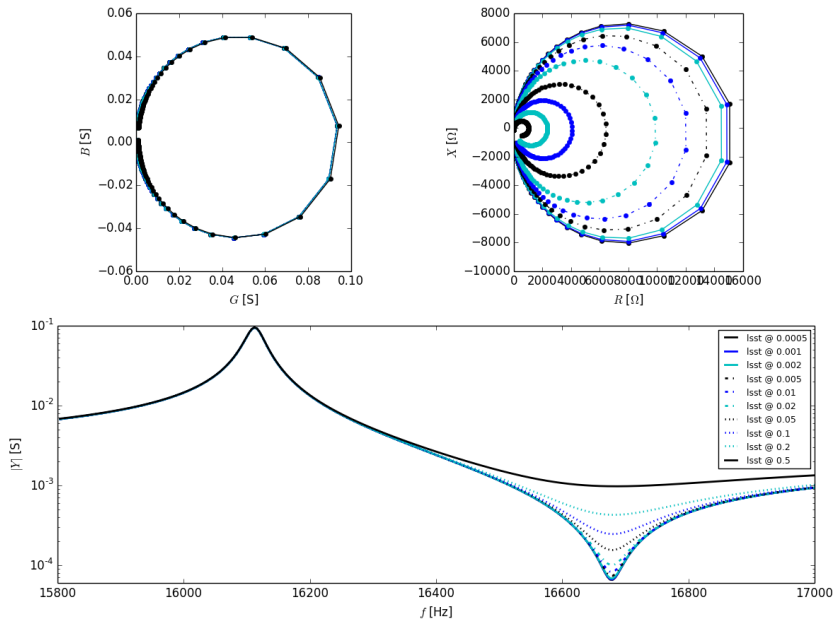 0.06
0.04
0.02
0.00
−0.02
−0.04
−0.06
B [S]
0.00 0.02 0.04 0.06 0.08 0.10
G [S]
8000
6000
4000
2000
0
−2000
−4000
−6000
−8000
−10000
X [Ω]
0 2000 4000 6000 8000 10000 12000 14000 16000
R [Ω]
10⁻¹
10⁻²
10⁻³
10⁻⁴
|Y| [S]
lsst @ 0.0005
lsst @ 0.001
lsst @ 0.002
lsst @ 0.005
lsst @ 0.01
lsst @ 0.02
lsst @ 0.05
lsst @ 0.1
lsst @ 0.2
lsst @ 0.5
15800 16000 16200 16400 16600 16800 17000
f [Hz]